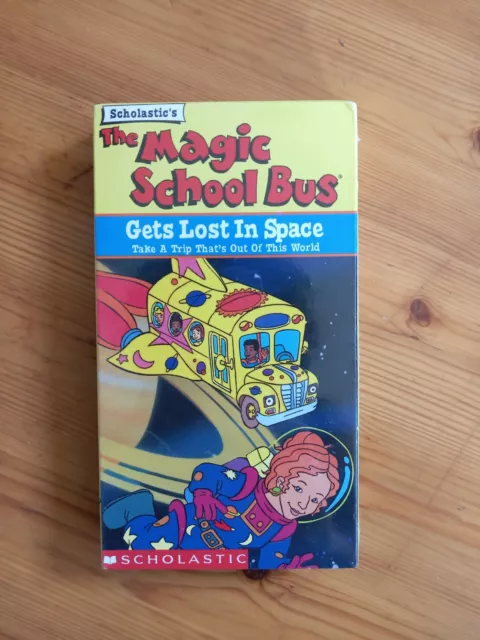 Scholastic's
The Magic
School Bus®
Gets Lost In Space
Take A Trip That's Out Of This World
SCHOLASTIC